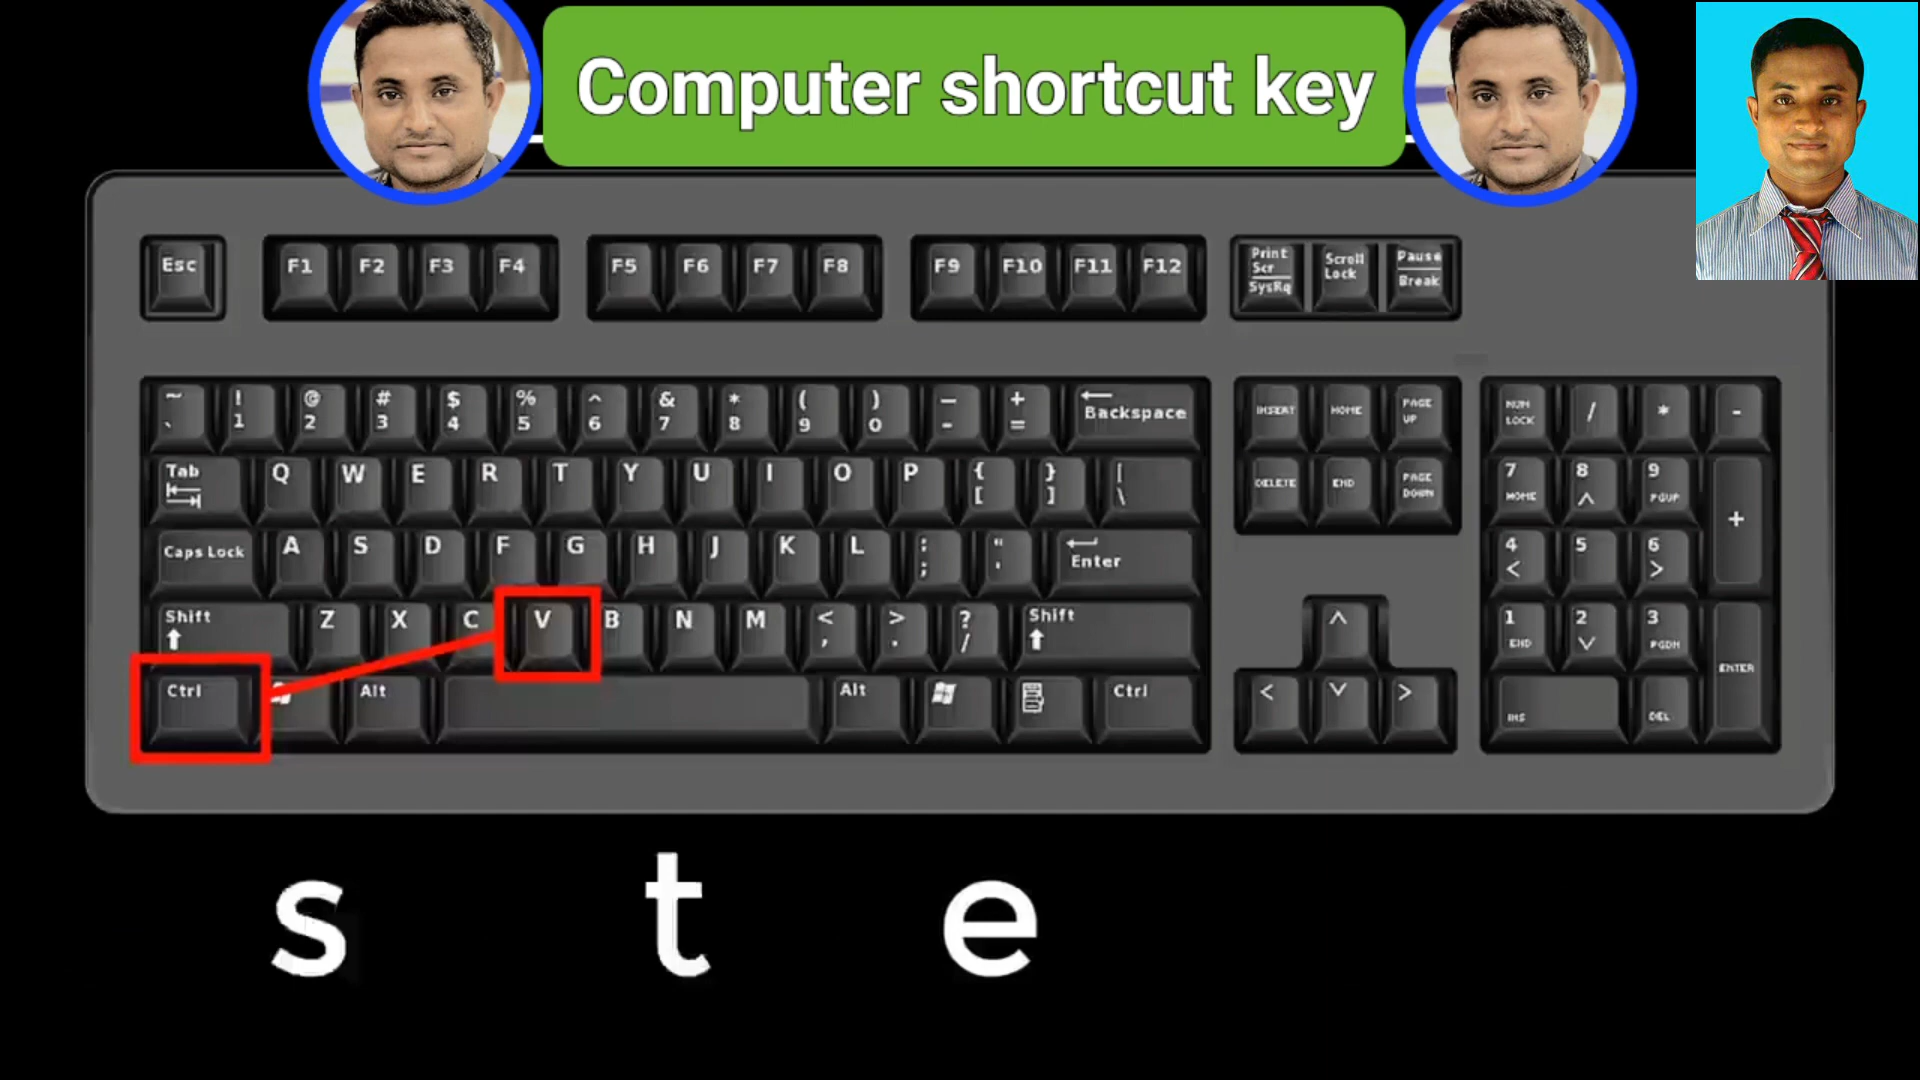 Computer shortcut key
Esc F1 F2 F3 F4 F5 F6 F7 F8 F9 F10 F11 F12 Print Scr SysRq Scroll Lock Pause Break
~ ` ! 1 @ 2 # 3 $ 4 % 5 ^ 6 & 7 * 8 ( 9 ) 0 — - + = Backspace INSERT HOME PAGE UP NUM LOCK / * -
Tab Q W E R T Y U I O P { [ } ] | \ DELETE END PAGE DOWN 7 HOME 8 ^ 9 PGUP +
Caps Lock A S D F G H J K L : ; " ' Enter 4 < 5 6 >
Shift Z X C V B N M < , > . ? / Shift ^ 1 END 2 V 3 PGDN ENTER
Ctrl Alt Alt Ctrl < V > INS DEL
s t e